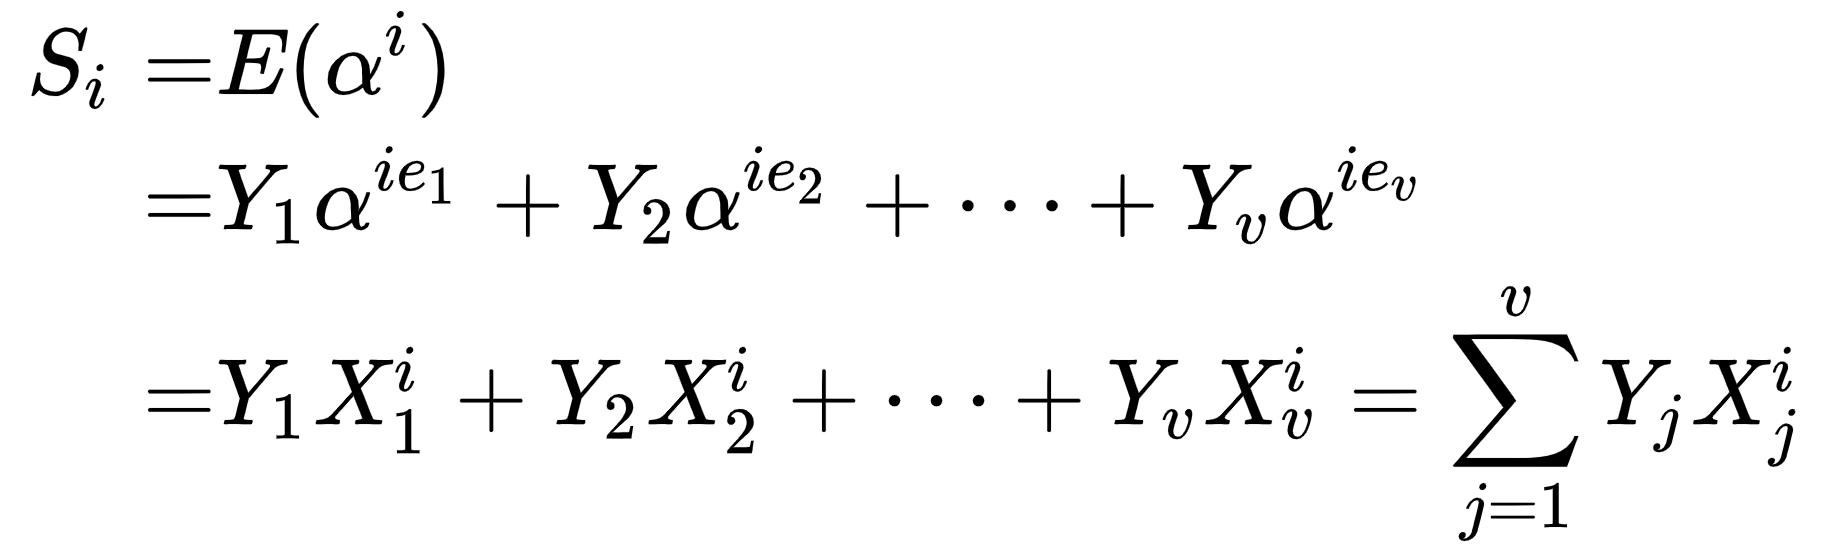 S_i = E(α^i)
= Y_1 α^{ie_1} + Y_2 α^{ie_2} + ⋯ + Y_v α^{ie_v}
= Y_1 X_1^i + Y_2 X_2^i + ⋯ + Y_v X_v^i = ∑_{j=1}^{v} Y_j X_j^i